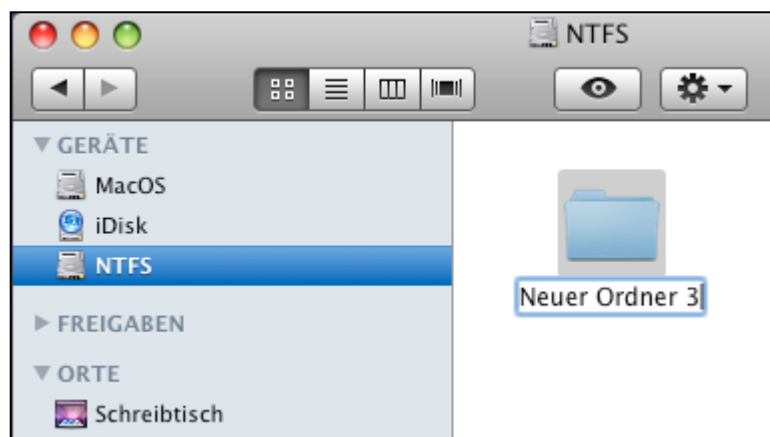 NTFS
GERÄTE
MacOS
iDisk
NTFS
FREIGABEN
ORTE
Schreibtisch
Neuer Ordner 3